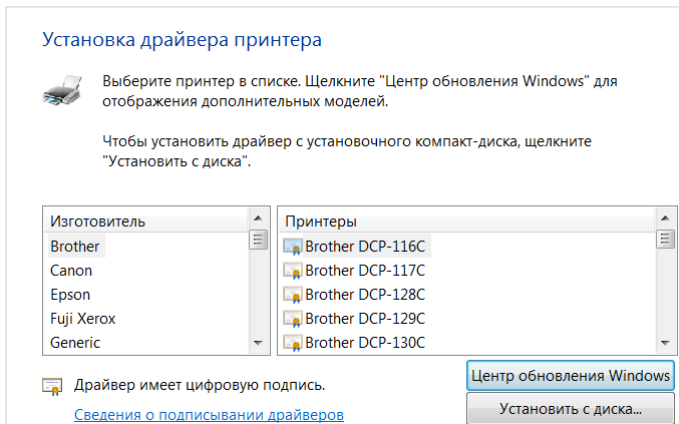 Установка драйвера принтера
Выберите принтер в списке. Щелкните "Центр обновления Windows" для
отображения дополнительных моделей.
Чтобы установить драйвер с установочного компакт-диска, щелкните
"Установить с диска".
Изготовитель
Brother
Canon
Epson
Fuji Xerox
Generic
Принтеры
Brother DCP-116C
Brother DCP-117C
Brother DCP-128C
Brother DCP-129C
Brother DCP-130C
Драйвер имеет цифровую подпись.
Сведения о подписывании драйверов
Центр обновления Windows
Установить с диска...